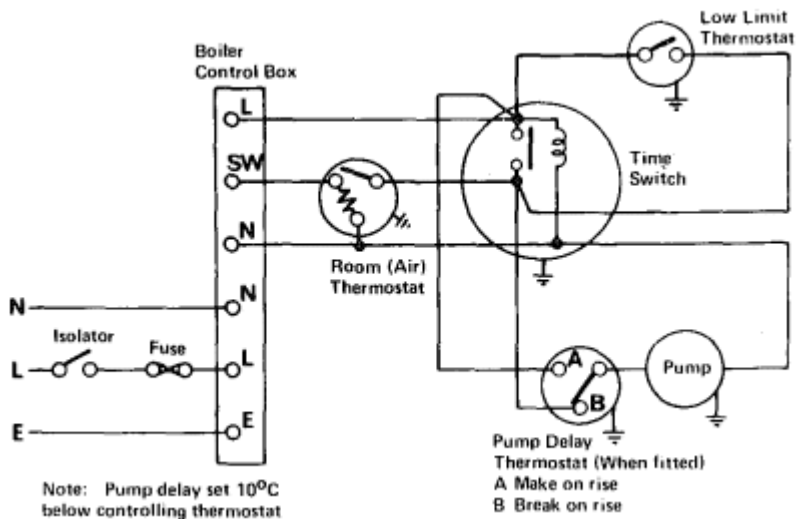 Low Limit
Thermostat
Boiler
Control Box
L
SW
Time
Switch
N
Room (Air)
Thermostat
N
N
Isolator
Fuse
L
L
A
Pump
B
E
E
Pump Delay
Thermostat (When fitted)
A Make on rise
B Break on rise
Note: Pump delay set 10°C
below controlling thermostat